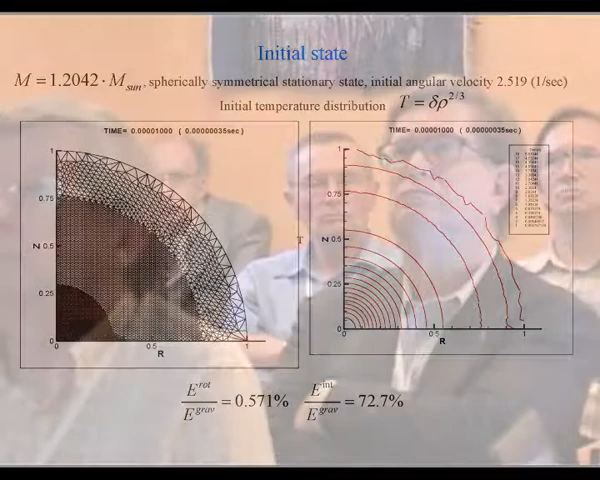 Initial state
M = 1.2042 · M_sun, spherically symmetrical stationary state, initial angular velocity 2.519 (1/sec)
Initial temperature distribution T = δρ^2/3
TIME= 0.00001000 ( 0.00000035sec)
TIME= 0.00001000 ( 0.00000035sec)
1
0.75
Z
0.5
0.25
0
0
0.5
1
R
T
1
0.75
Z
0.5
0.25
0
0
0.5
1
R
E^rot / E^grav = 0.571% E^int / E^grav = 72.7%